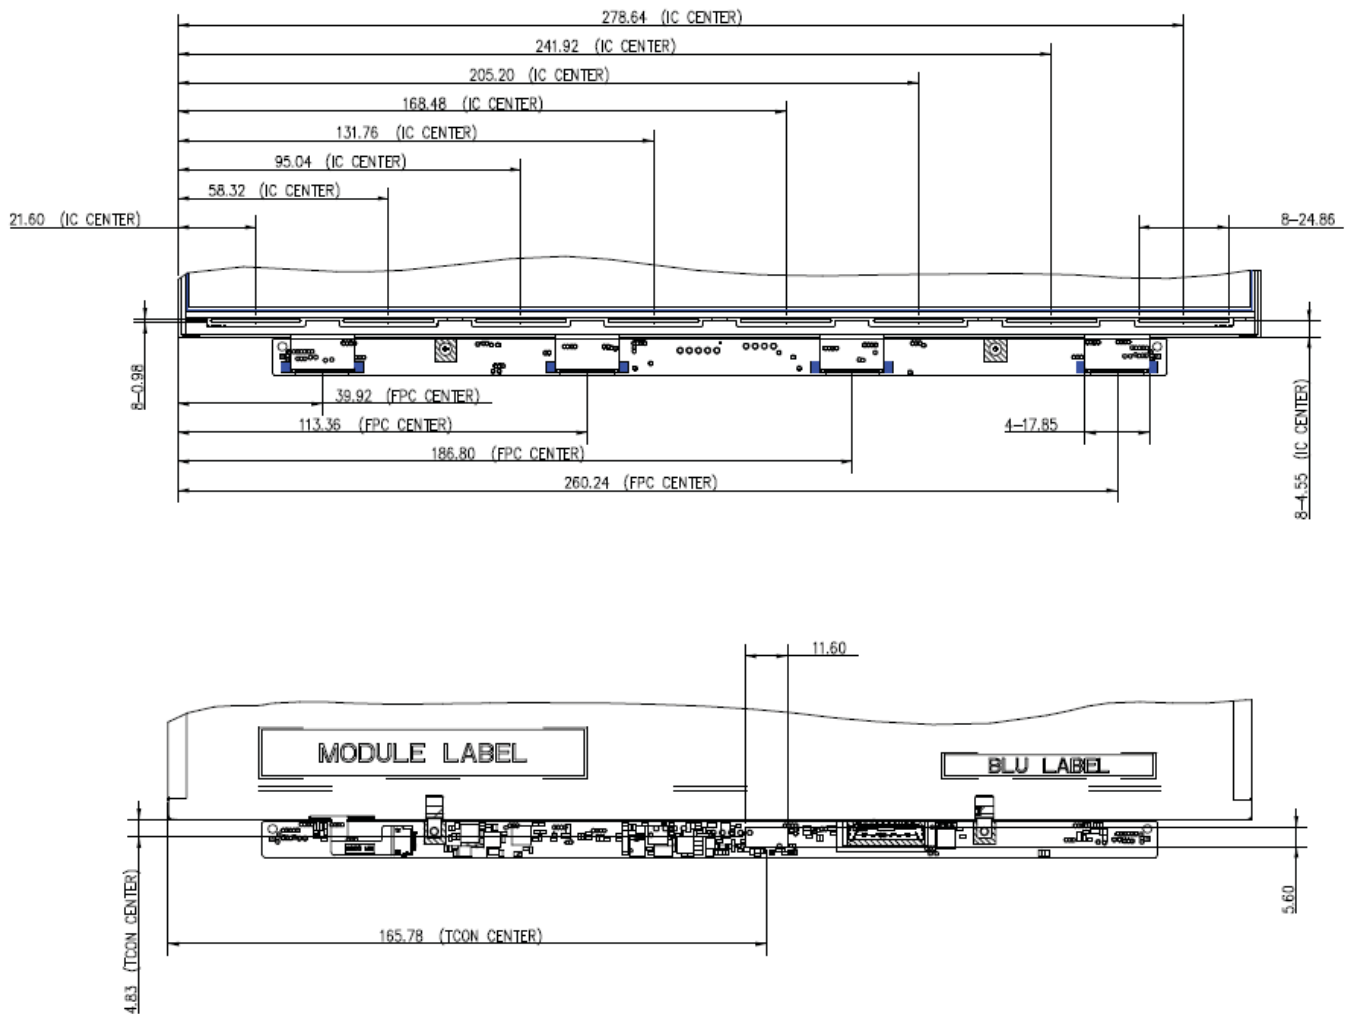 278.64 (IC CENTER)
241.92 (IC CENTER)
205.20 (IC CENTER)
168.48 (IC CENTER)
131.76 (IC CENTER)
95.04 (IC CENTER)
58.32 (IC CENTER)
21.60 (IC CENTER)
8-24.86
8-0.98
39.92 (FPC CENTER)
113.36 (FPC CENTER)
4-17.85
186.80 (FPC CENTER)
260.24 (FPC CENTER)
8-4.55 (IC CENTER)
11.60
MODULE LABEL
BLU LABEL
4.83 (TCON CENTER)
165.78 (TCON CENTER)
5.60